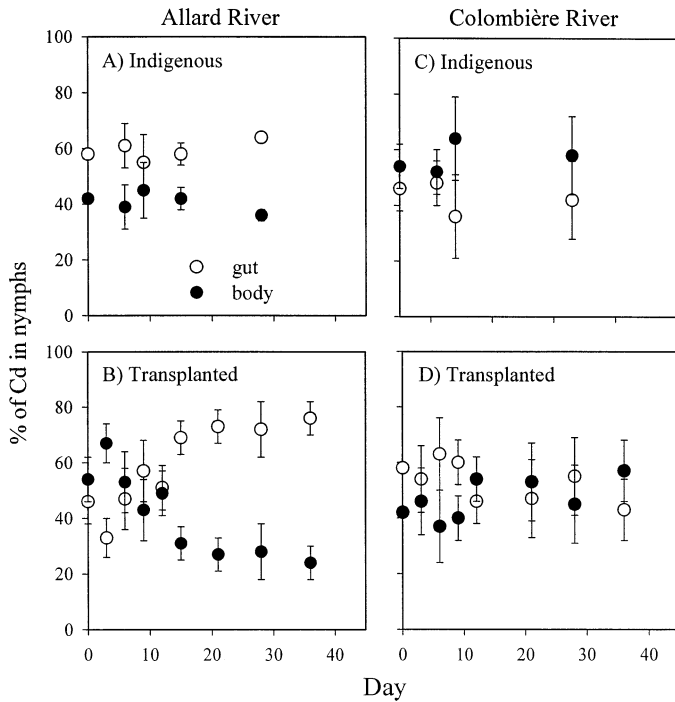 Allard River
Colombière River
% of Cd in nymphs
100
A) Indigenous
80
60
40
gut
20
body
0
C) Indigenous
100
B) Transplanted
80
60
40
20
0
0 10 20 30 40
D) Transplanted
0 10 20 30 40
Day